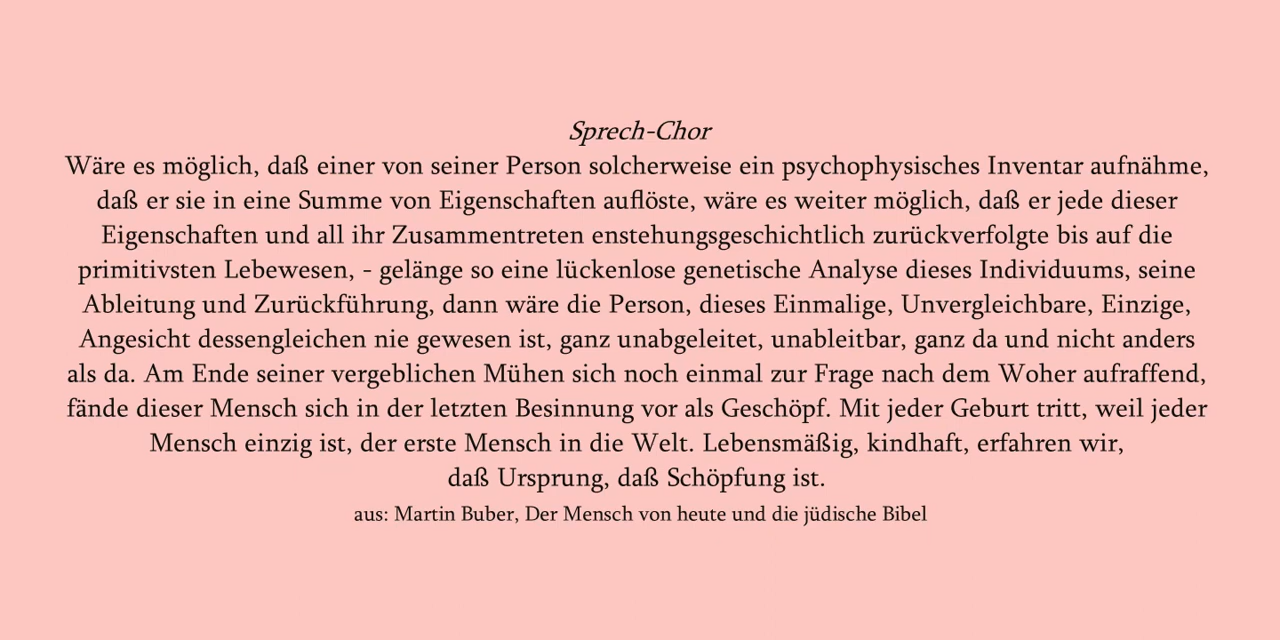 Sprech-Chor
Wäre es möglich, daß einer von seiner Person solcherweise ein psychophysisches Inventar aufnähme,
daß er sie in eine Summe von Eigenschaften auflöste, wäre es weiter möglich, daß er jede dieser
Eigenschaften und all ihr Zusammentreten enstehungsgeschichtlich zurückverfolgte bis auf die
primitivsten Lebewesen, - gelänge so eine lückenlose genetische Analyse dieses Individuums, seine
Ableitung und Zurückführung, dann wäre die Person, dieses Einmalige, Unvergleichbare, Einzige,
Angesicht dessengleichen nie gewesen ist, ganz unabgeleitet, unableitbar, ganz da und nicht anders
als da. Am Ende seiner vergeblichen Mühen sich noch einmal zur Frage nach dem Woher aufraffend,
fände dieser Mensch sich in der letzten Besinnung vor als Geschöpf. Mit jeder Geburt tritt, weil jeder
Mensch einzig ist, der erste Mensch in die Welt. Lebensmäßig, kindhaft, erfahren wir,
daß Ursprung, daß Schöpfung ist.
aus: Martin Buber, Der Mensch von heute und die jüdische Bibel